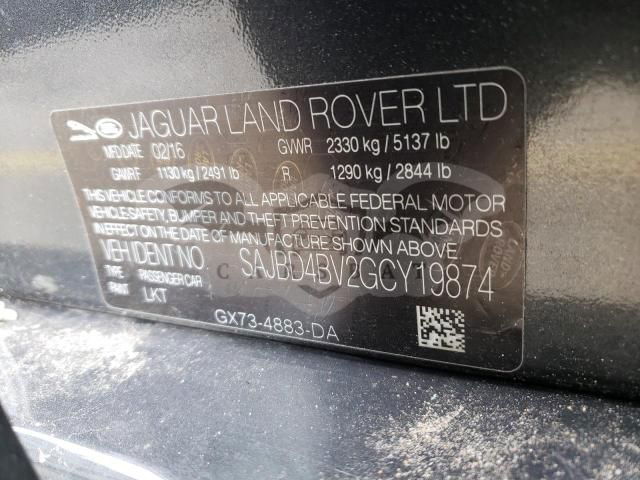 JAGUAR LAND ROVER LTD
MFD DATE 02/16 GVWR 2330 kg / 5137 lb
GAWR F 1130 kg / 2491 lb R 1290 kg / 2844 lb
THIS VEHICLE CONFORMS TO ALL APPLICABLE FEDERAL MOTOR
VEHICLE SAFETY, BUMPER AND THEFT PREVENTION STANDARDS
IN EFFECT ON THE DATE OF MANUFACTURE SHOWN ABOVE
VEH IDENT NO SAJBD4BV2GCY19874
TYPE PASSENGER CAR
PAINT LKT
GX73-4883-DA